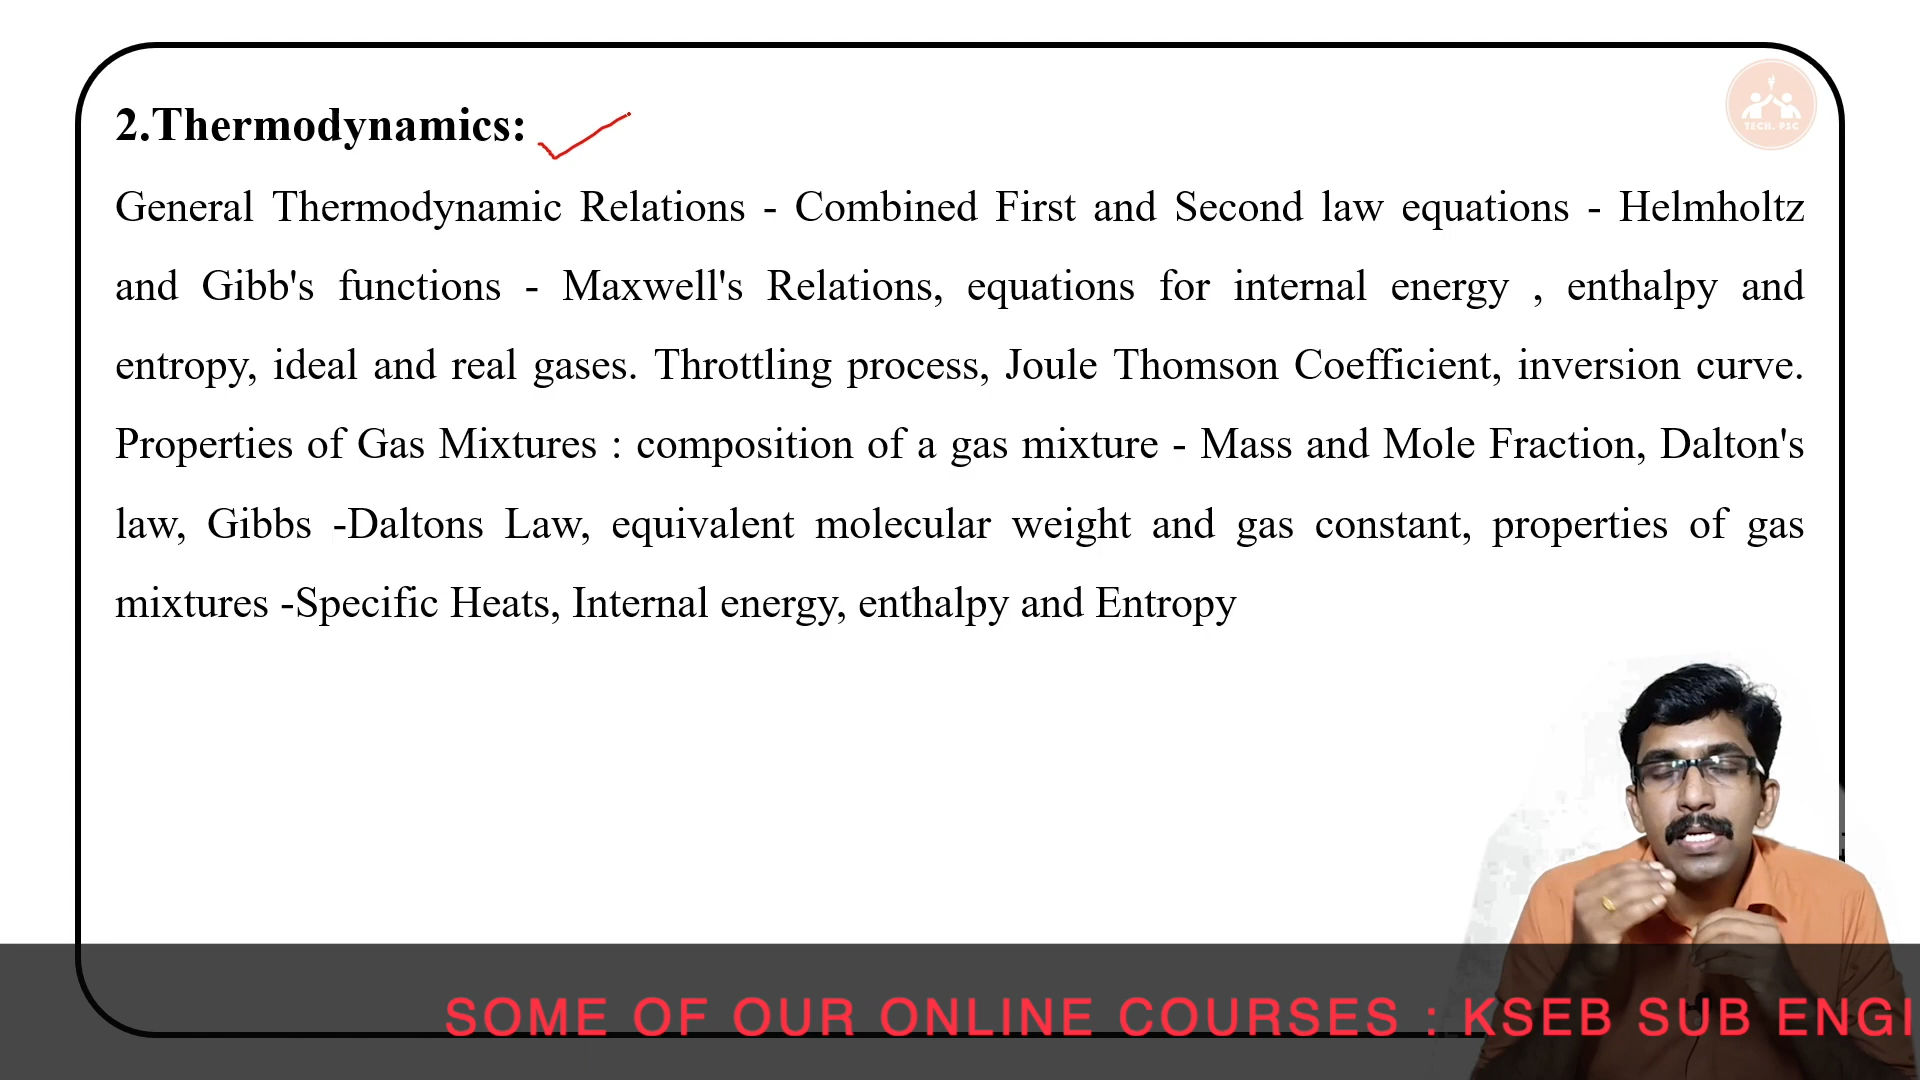 2.Thermodynamics:
TECH. PSC
General Thermodynamic Relations - Combined First and Second law equations - Helmholtz
and Gibb's functions - Maxwell's Relations, equations for internal energy , enthalpy and
entropy, ideal and real gases. Throttling process, Joule Thomson Coefficient, inversion curve.
Properties of Gas Mixtures : composition of a gas mixture - Mass and Mole Fraction, Dalton's
law, Gibbs -Daltons Law, equivalent molecular weight and gas constant, properties of gas
mixtures -Specific Heats, Internal energy, enthalpy and Entropy
SOME OF OUR ONLINE COURSES : KSEB SUB ENGI